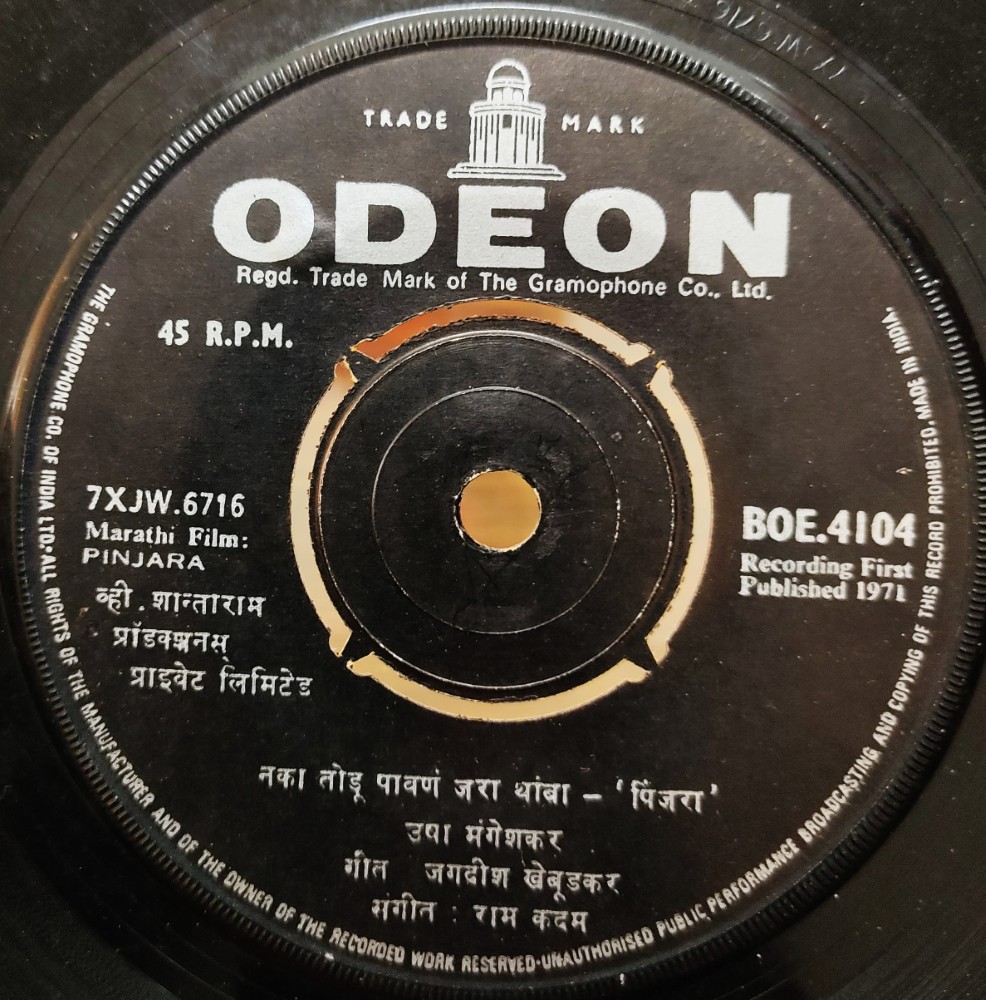 TRADE MARK
ODEON
Regd. Trade Mark of The Gramophone Co., Ltd.
45 R.P.M.
7XJW.6716
Marathi Film:
PINJARA
व्ही. शान्ताराम
प्रॉडक्शनस्
प्राइवेट लिमिटेड
BOE.4104
Recording First
Published 1971
नका तोडू पावणं जरा थांबा – 'पिंजरा'
उषा मंगेशकर
गीत जगदीश खेबूडकर
संगीत : राम कदम
THE GRAMOPHONE CO. OF INDIA LTD·ALL RIGHTS OF THE MANUFACTURER AND OF THE OWNER OF THE RECORDED WORK RESERVED·UNAUTHORISED PUBLIC PERFORMANCE BROADCASTING AND COPYING OF THIS RECORD PROHIBITED. MADE IN INDIA